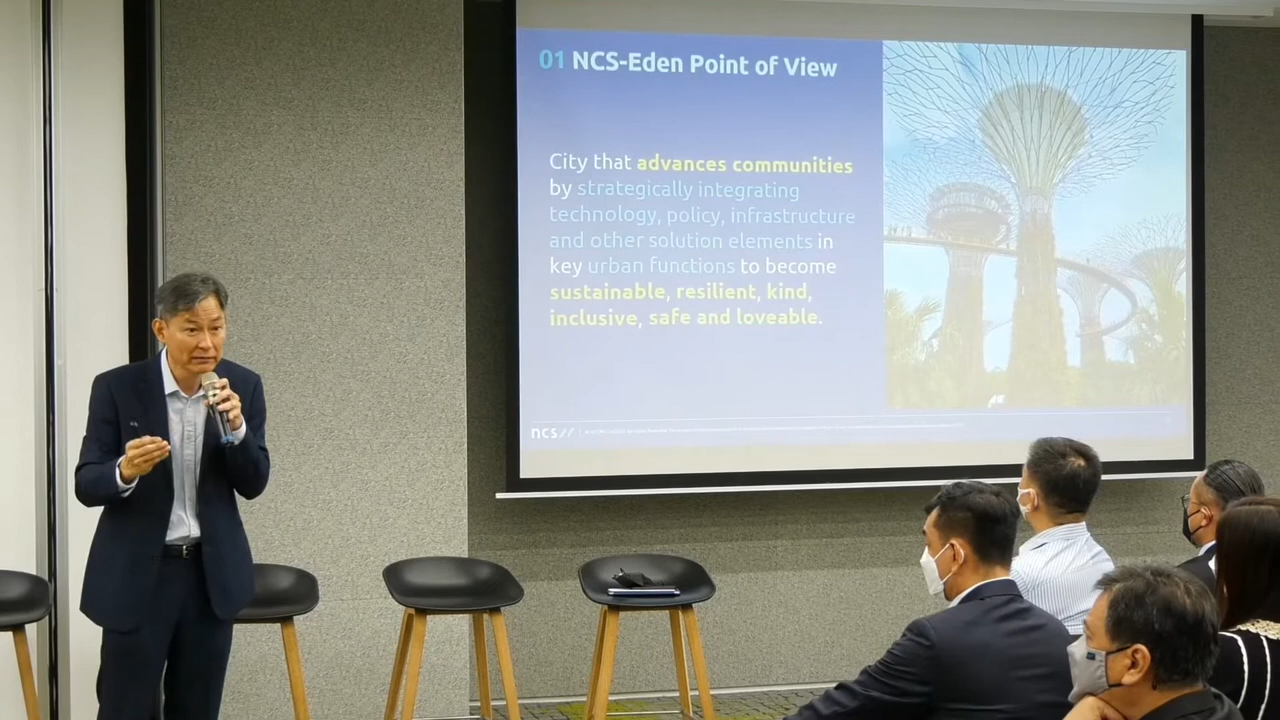 01 NCS-Eden Point of View
City that advances communities
by strategically integrating
technology, policy, infrastructure
and other solution elements in
key urban functions to become
sustainable, resilient, kind,
inclusive, safe and loveable.
ncs//